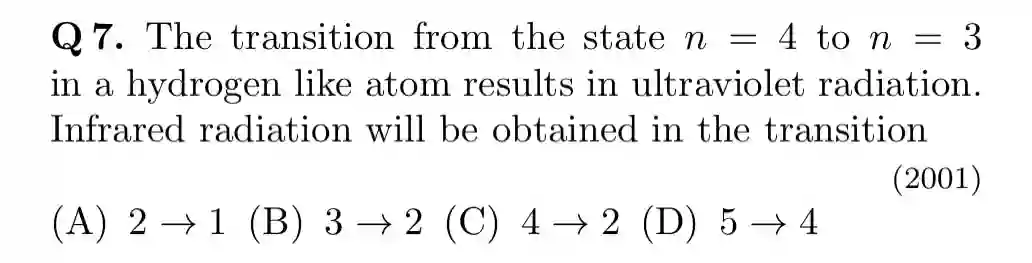 Q 7. The transition from the state n = 4 to n = 3
in a hydrogen like atom results in ultraviolet radiation.
Infrared radiation will be obtained in the transition
(2001)
(A) 2 → 1 (B) 3 → 2 (C) 4 → 2 (D) 5 → 4